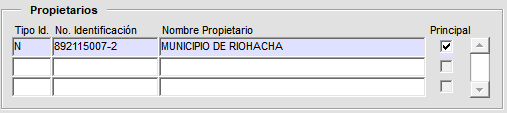 Propietarios
Tipo Id. No. Identificación Nombre Propietario Principal
N 892115007-2 MUNICIPIO DE RIOHACHA